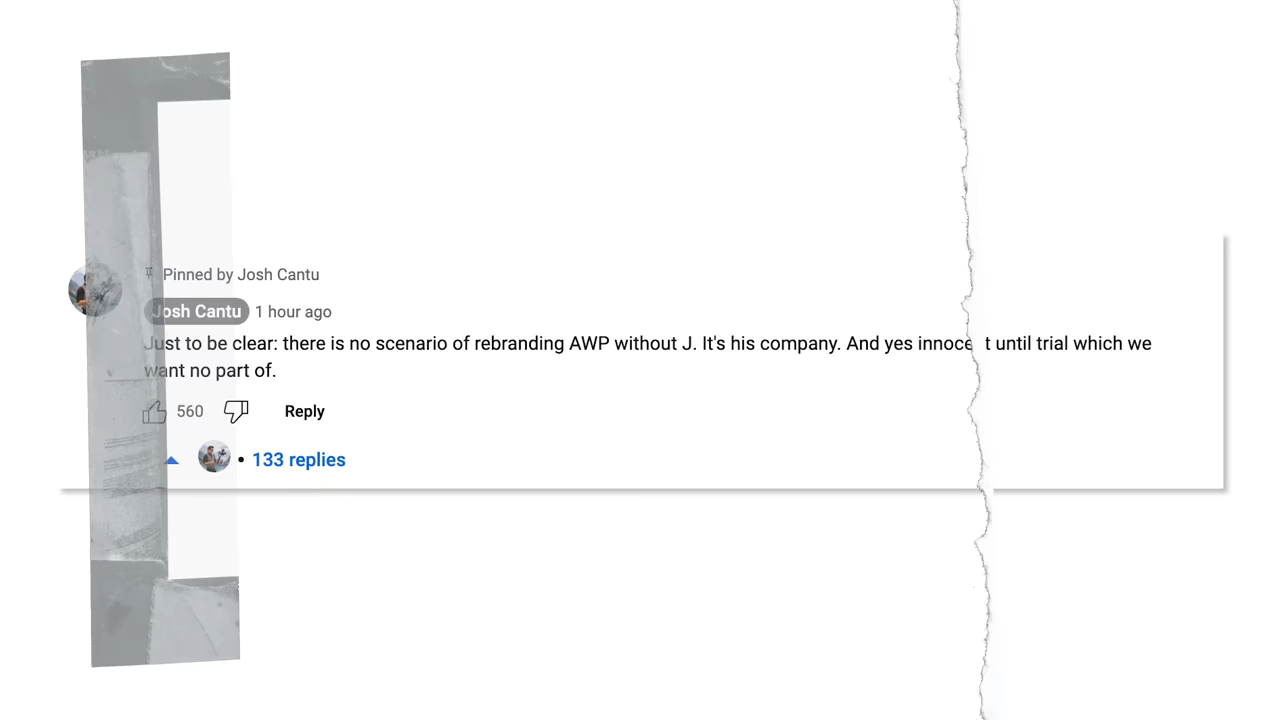 Pinned by Josh Cantu
Josh Cantu 1 hour ago
Just to be clear: there is no scenario of rebranding AWP without J. It's his company. And yes innoce t until trial which we
want no part of.
560 Reply
• 133 replies